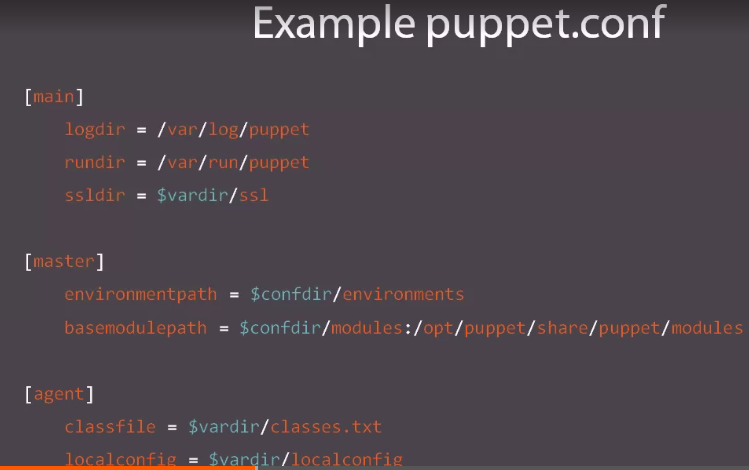 Example puppet.conf
[main]
logdir = /var/log/puppet
rundir = /var/run/puppet
ssldir = $vardir/ssl
[master]
environmentpath = $confdir/environments
basemodulepath = $confdir/modules:/opt/puppet/share/puppet/modules
[agent]
classfile = $vardir/classes.txt
localconfig = $vardir/localconfig